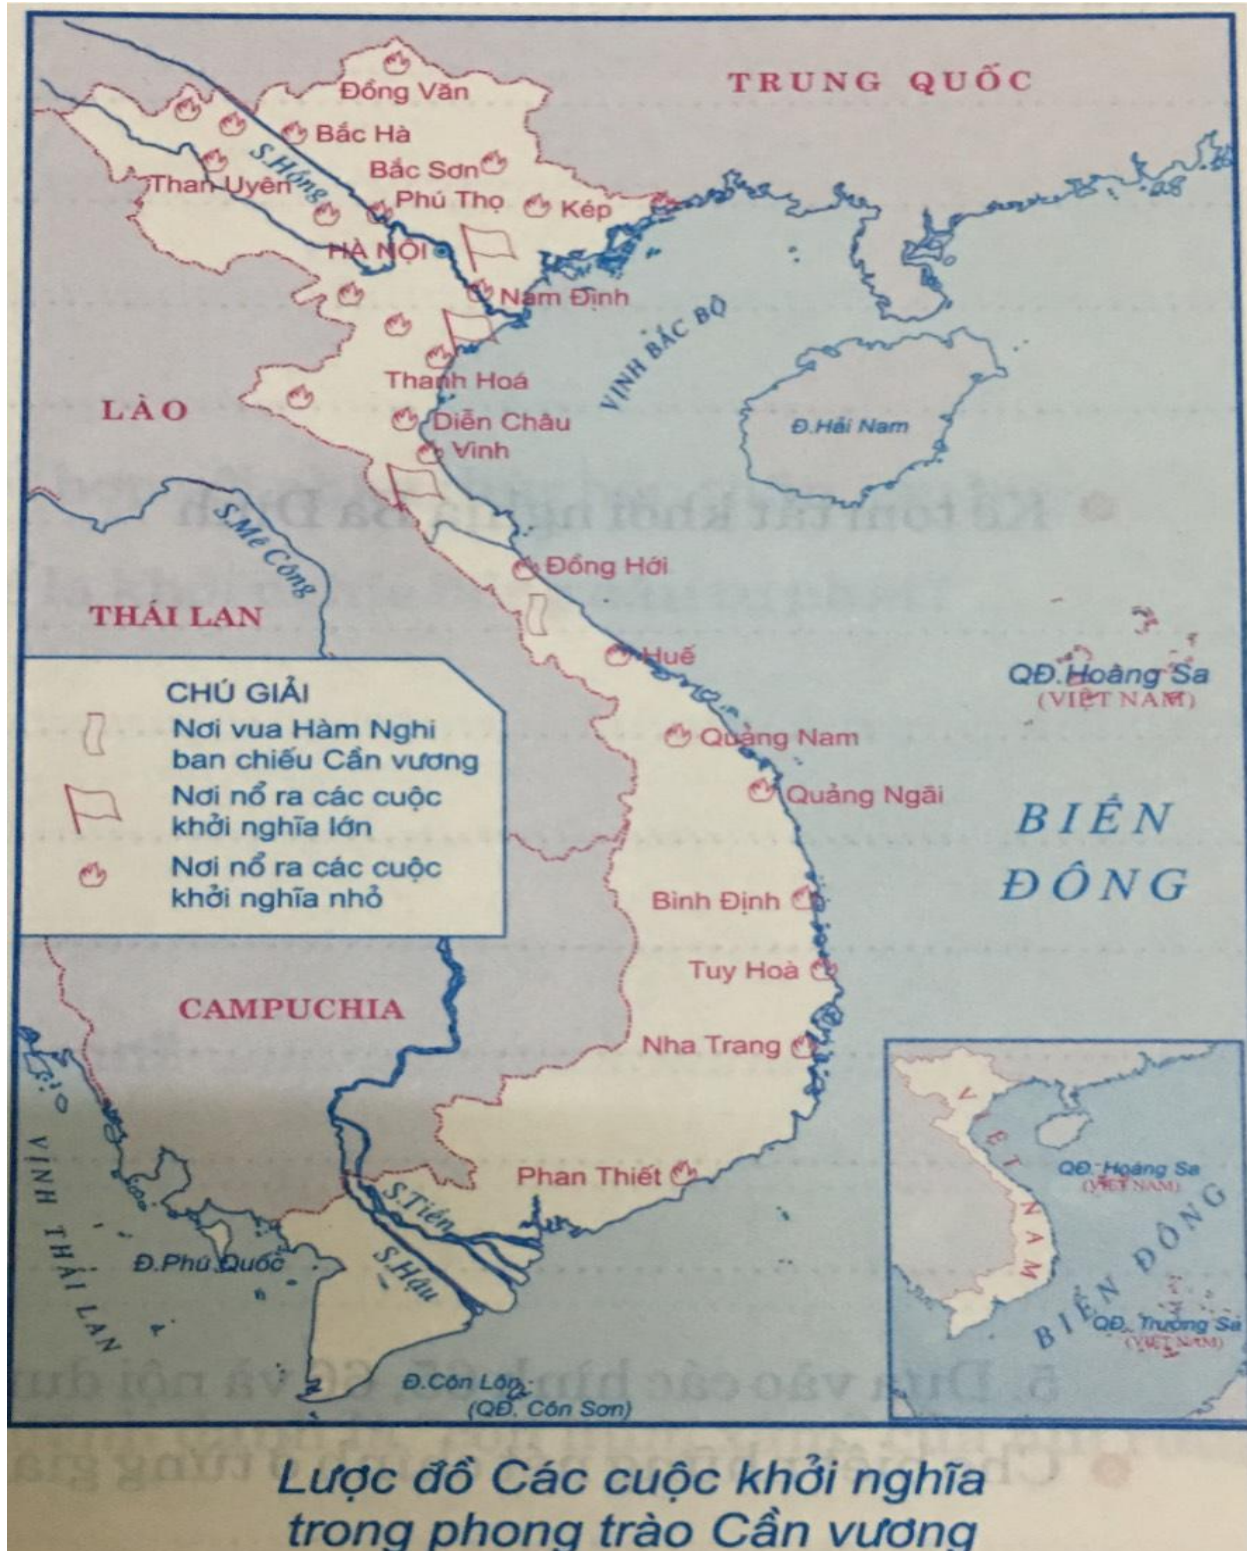 TRUNG QUỐC
Đồng Văn
Bắc Hà
S.Hồng
Bắc Sơn
Than Uyên
Phú Thọ
Kép
HÀ NỘI
Nam Định
VỊNH BẮC BỘ
Thanh Hoá
LÀO
Diễn Châu
Đ.Hải Nam
Vinh
S.Mê Công
Đồng Hới
THÁI LAN
Huế
QĐ.Hoàng Sa
(VIỆT NAM)
CHÚ GIẢI
Nơi vua Hàm Nghi
ban chiếu Cần vương
Nơi nổ ra các cuộc
khởi nghĩa lớn
Nơi nổ ra các cuộc
khởi nghĩa nhỏ
Quảng Nam
Quảng Ngãi
BIỂN
ĐÔNG
Bình Định
Tuy Hoà
CAMPUCHIA
Nha Trang
Phan Thiết
S.Tiền
S.Hậu
VỊNH THÁI LAN
Đ.Phú Quốc
Đ.Côn Lôn
(QĐ. Côn Sơn)
VIỆT NAM
QĐ. Hoàng Sa
(VIỆT NAM)
BIỂN ĐÔNG
QĐ. Trường Sa
(VIỆT NAM)
Lược đồ Các cuộc khởi nghĩa
trong phong trào Cần vương